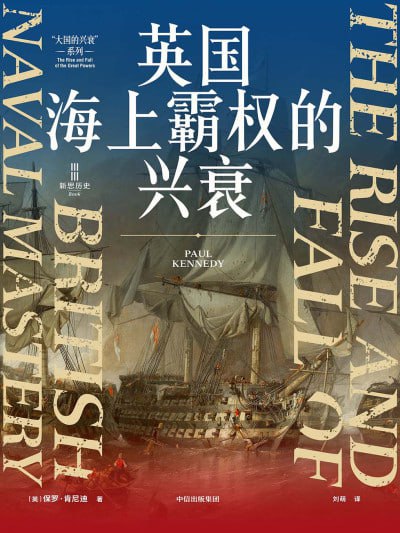 “大国的兴衰”
系列
The Rise and Fall
of the Great Powers
英国
海上霸权的
兴衰
新思历史
Book
PAUL
KENNEDY
THE RISE AND
FALL OF
BRITISH
NAVAL MASTERY
[美] 保罗·肯尼迪 著
中信出版集团
刘萌 译